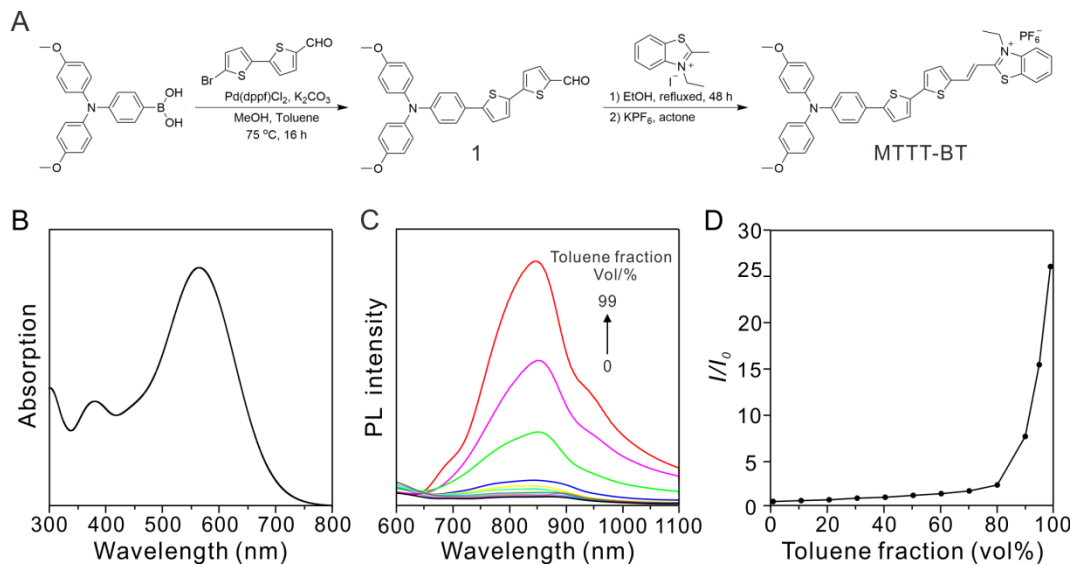 A
O
N
O
B
OH
OH
Br
S
S
CHO
Pd(dppf)Cl2, K2CO3
MeOH, Toluene
75 oC, 16 h
O
N
O
S
S
CHO
1
S
N+
I-
1) EtOH, refluxed, 48 h
2) KPF6, actone
O
N
O
S
S
N+
S
PF6-
MTTT-BT
B
Absorption
300 400 500 600 700 800
Wavelength (nm)
C
PL intensity
Toluene fraction
Vol/%
99
0
600 700 800 900 1000 1100
Wavelength (nm)
D
I/I0
30
25
20
15
10
5
0
0 20 40 60 80 100
Toluene fraction (vol%)